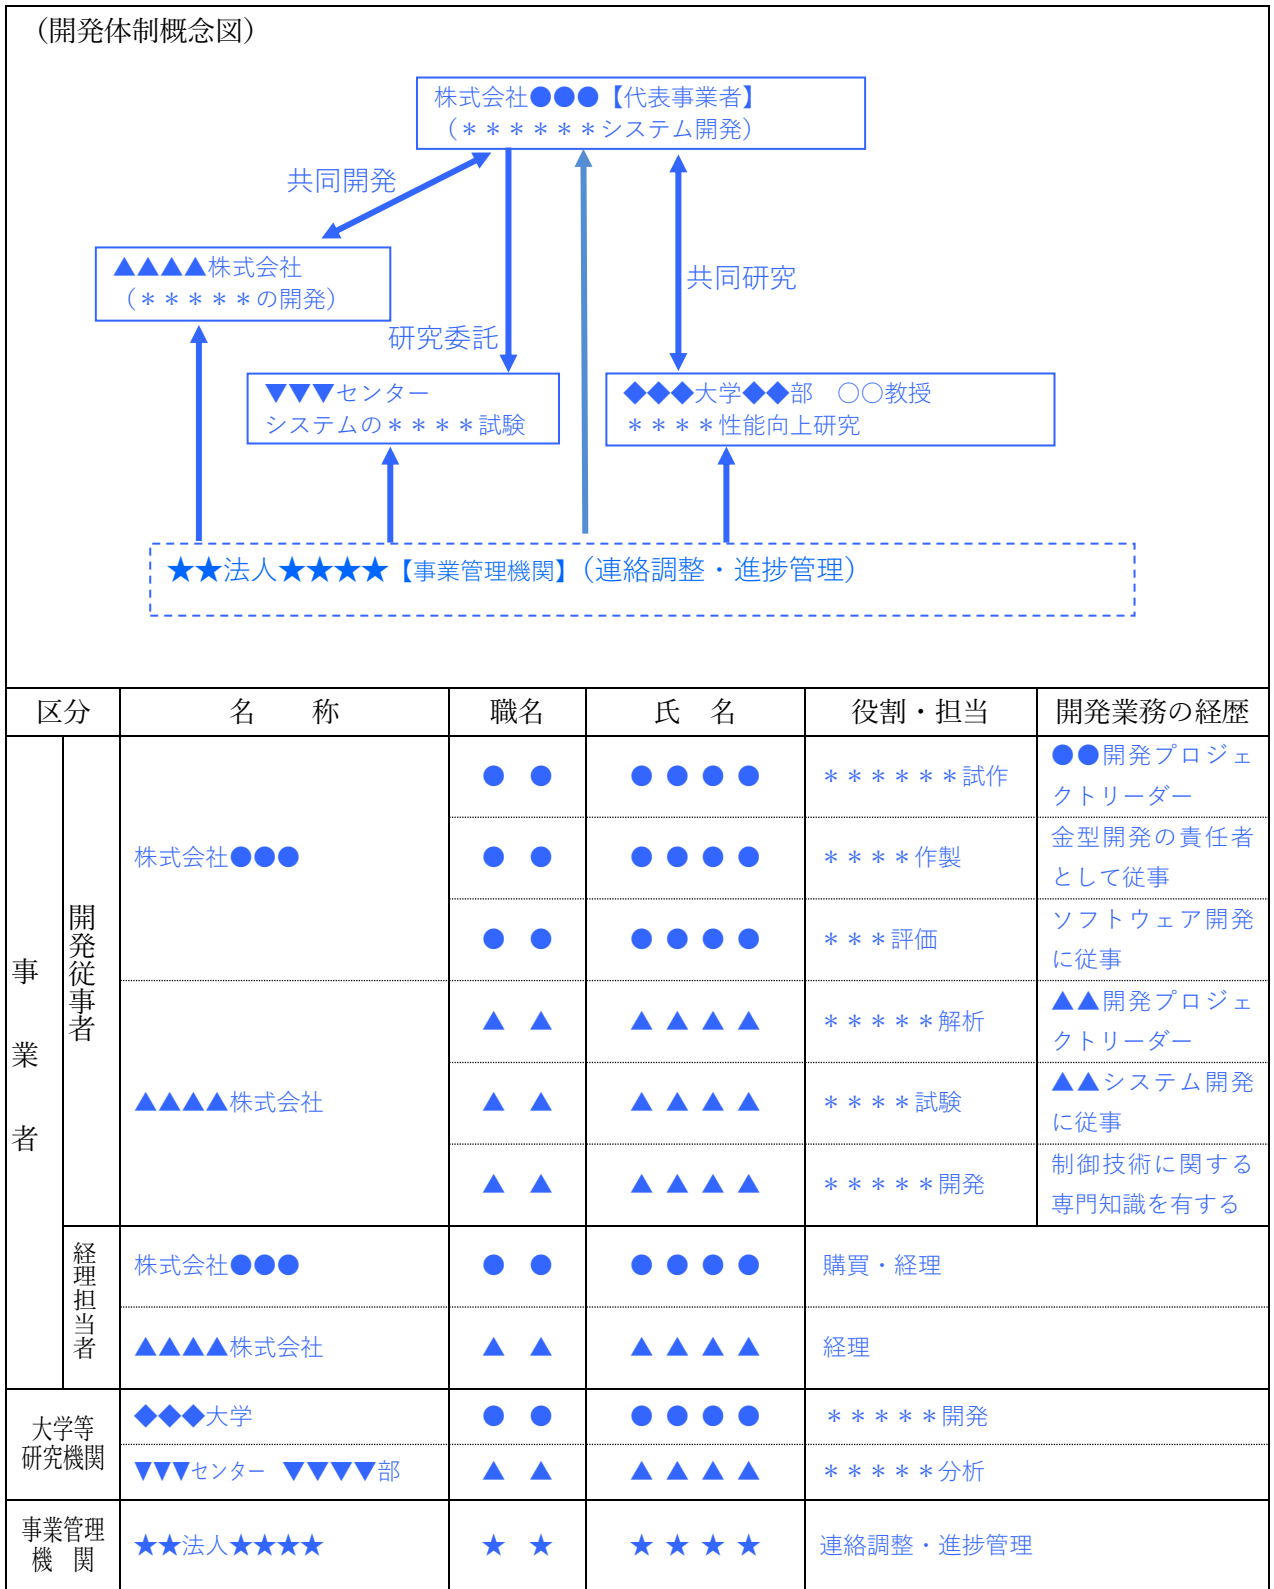 （開発体制概念図）
株式会社●●●【代表事業者】
（＊＊＊＊＊＊システム開発）
共同開発
▲▲▲▲株式会社
（＊＊＊＊＊の開発）
共同研究
研究委託
▼▼▼センター
システムの＊＊＊＊試験
◆◆◆大学◆◆部　○○教授
＊＊＊＊性能向上研究
★★法人★★★★【事業管理機関】（連絡調整・進捗管理）
区分 名　称 職名 氏　名 役割・担当 開発業務の経歴
事業者
開発従事者
株式会社●●●
●　● ●　●　●　● ＊＊＊＊＊＊試作 ●●開発プロジェ
クトリーダー
●　● ●　●　●　● ＊＊＊＊作製 金型開発の責任者
として従事
●　● ●　●　●　● ＊＊＊評価 ソフトウェア開発
に従事
▲▲▲▲株式会社
▲　▲ ▲　▲　▲　▲ ＊＊＊＊＊解析 ▲▲開発プロジェ
クトリーダー
▲　▲ ▲　▲　▲　▲ ＊＊＊＊試験 ▲▲システム開発
に従事
▲　▲ ▲　▲　▲　▲ ＊＊＊＊＊開発 制御技術に関する
専門知識を有する
経理担当者
株式会社●●● ●　● ●　●　●　● 購買・経理
▲▲▲▲株式会社 ▲　▲ ▲　▲　▲　▲ 経理
大学等
研究機関
◆◆◆大学 ●　● ●　●　●　● ＊＊＊＊＊開発
▼▼▼センター　▼▼▼▼部 ▲　▲ ▲　▲　▲　▲ ＊＊＊＊＊分析
事業管理
機　関
★★法人★★★★ ★　★ ★　★　★　★ 連絡調整・進捗管理